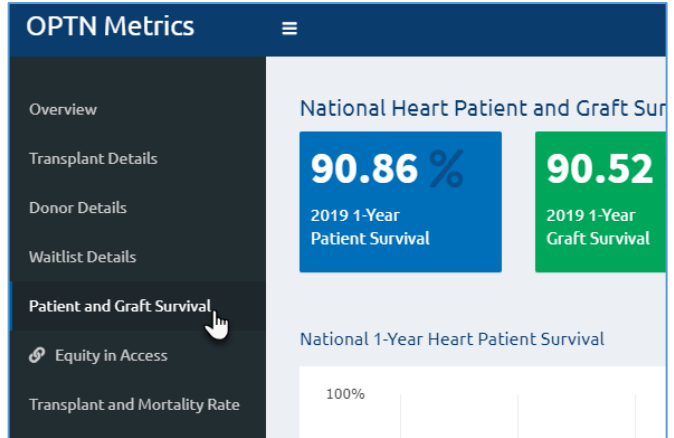 OPTN Metrics
Overview
Transplant Details
Donor Details
Waitlist Details
Patient and Graft Survival
Equity in Access
Transplant and Mortality Rate
National Heart Patient and Graft Sur
90.86 %
2019 1-Year
Patient Survival
90.52
2019 1-Year
Graft Survival
National 1-Year Heart Patient Survival
100%